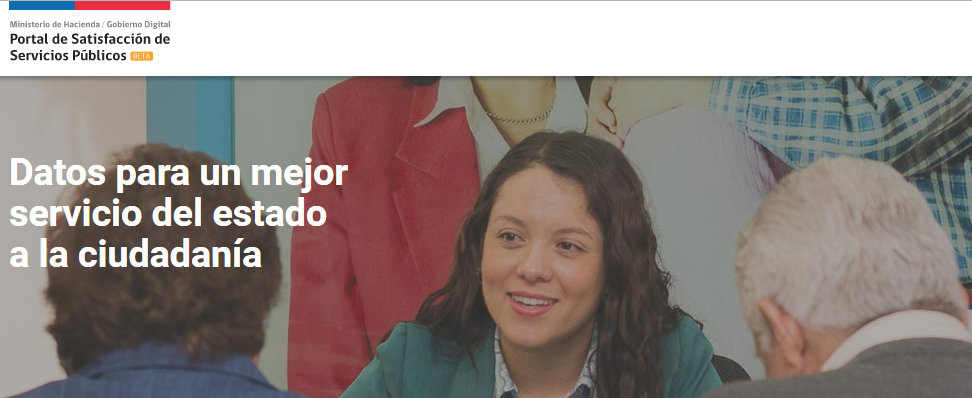 Ministerio de Hacienda / Gobierno Digital
Portal de Satisfacción de
Servicios Públicos BETA
Datos para un mejor
servicio del estado
a la ciudadanía